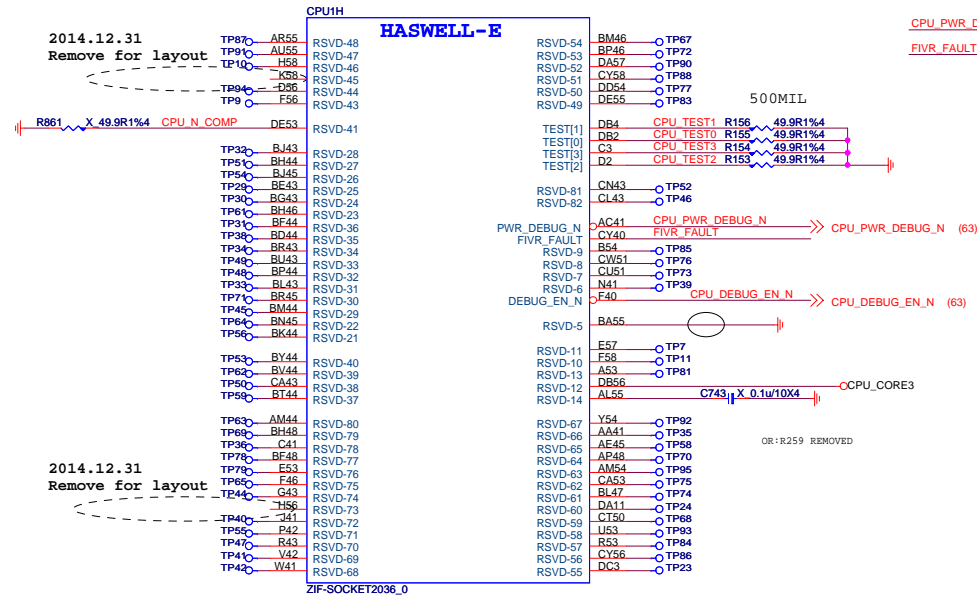 CPU1H
HASWELL-E
CPU_PWR_D
FIVR_FAULT
2014.12.31
Remove for layout
TP87 AR55 RSVD-48
TP91 AU55 RSVD-47
TP10 H58 RSVD-46
K58 RSVD-45
TP94 D56 RSVD-44
TP9 F56 RSVD-43
R861 X_49.9R1%4 CPU_N_COMP DE53 RSVD-41
TP32 BJ43 RSVD-28
TP51 BH44 RSVD-27
TP54 BJ45 RSVD-26
TP29 BE43 RSVD-25
TP30 BG43 RSVD-24
TP61 BH46 RSVD-23
TP31 BF44 RSVD-36
TP38 BD44 RSVD-35
TP34 BR43 RSVD-34
TP49 BU43 RSVD-33
TP48 BP44 RSVD-32
TP33 BL43 RSVD-31
TP71 BR45 RSVD-30
TP45 BM44 RSVD-29
TP64 BN45 RSVD-22
TP56 BK44 RSVD-21
TP53 BY44 RSVD-40
TP62 BV44 RSVD-39
TP50 CA43 RSVD-38
TP59 BT44 RSVD-37
TP63 AM44 RSVD-80
TP69 BH48 RSVD-79
TP36 C41 RSVD-78
TP78 BF48 RSVD-77
TP79 E53 RSVD-76
TP65 F46 RSVD-75
TP44 G43 RSVD-74
2014.12.31
Remove for layout
H56 RSVD-73
TP40 J41 RSVD-72
TP55 P42 RSVD-71
TP47 R43 RSVD-70
TP41 V42 RSVD-69
TP42 W41 RSVD-68
RSVD-54 BM46 TP67
RSVD-53 BP46 TP72
RSVD-52 DA57 TP90
RSVD-51 CY58 TP88
RSVD-50 DD54 TP77
RSVD-49 DE55 TP83
500MIL
TEST[1] DB4 CPU_TEST1 R156 49.9R1%4
TEST[0] DB2 CPU_TEST0 R155 49.9R1%4
TEST[3] C3 CPU_TEST3 R154 49.9R1%4
TEST[2] D2 CPU_TEST2 R153 49.9R1%4
RSVD-81 CN43 TP52
RSVD-82 CL43 TP46
PWR_DEBUG_N AC41 CPU_PWR_DEBUG_N CPU_PWR_DEBUG_N (63)
FIVR_FAULT CY40 FIVR_FAULT
RSVD-9 B54 TP85
RSVD-8 CW51 TP76
RSVD-7 CU51 TP73
RSVD-6 N41 TP39
DEBUG_EN_N F40 CPU_DEBUG_EN_N CPU_DEBUG_EN_N (63)
RSVD-5 BA55
RSVD-11 E57 TP7
RSVD-10 F58 TP11
RSVD-13 A53 TP81
RSVD-12 DB56 CPU_CORE3
RSVD-14 AL55 C743 X_0.1u/10X4
RSVD-67 Y54 TP92
RSVD-66 AA41 TP35
RSVD-65 AE45 TP58
RSVD-64 AP48 TP70
RSVD-63 AM54 TP95
RSVD-62 CA53 TP75
RSVD-61 BL47 TP74
RSVD-60 DA11 TP24
RSVD-59 CT50 TP68
RSVD-58 U53 TP93
RSVD-57 R53 TP84
RSVD-56 CY56 TP86
RSVD-55 DC3 TP23
OR:R259 REMOVED
ZIF-SOCKET2036_0